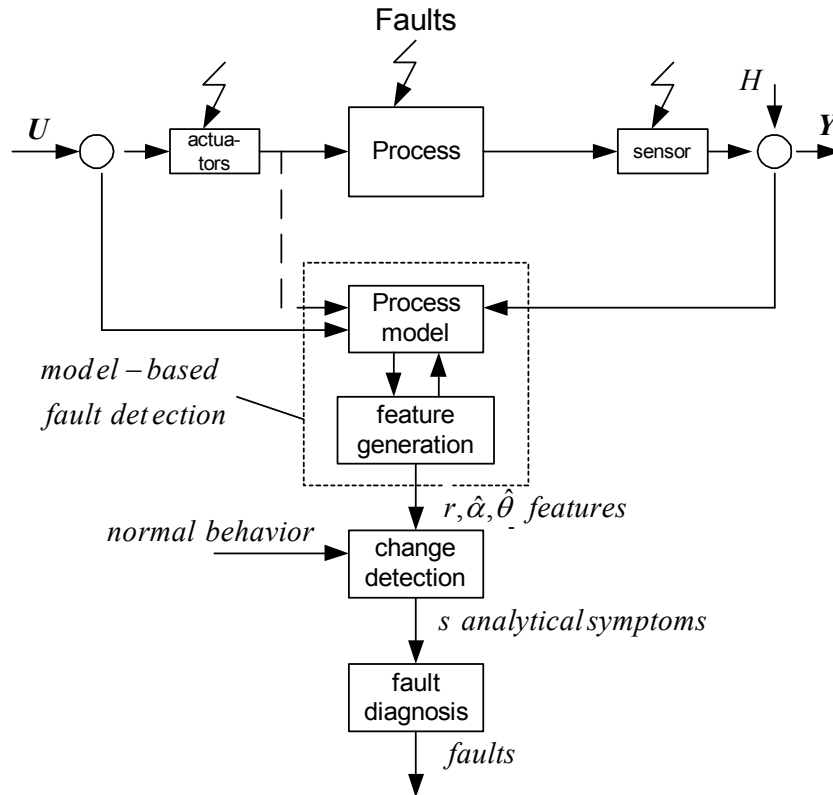 Faults
U
actua-
tors
Process
sensor
H
Y
Process
model
model – based
fault detection
feature
generation
r, α̂, θ̂ features
normal behavior
change
detection
s analytical symptoms
fault
diagnosis
faults